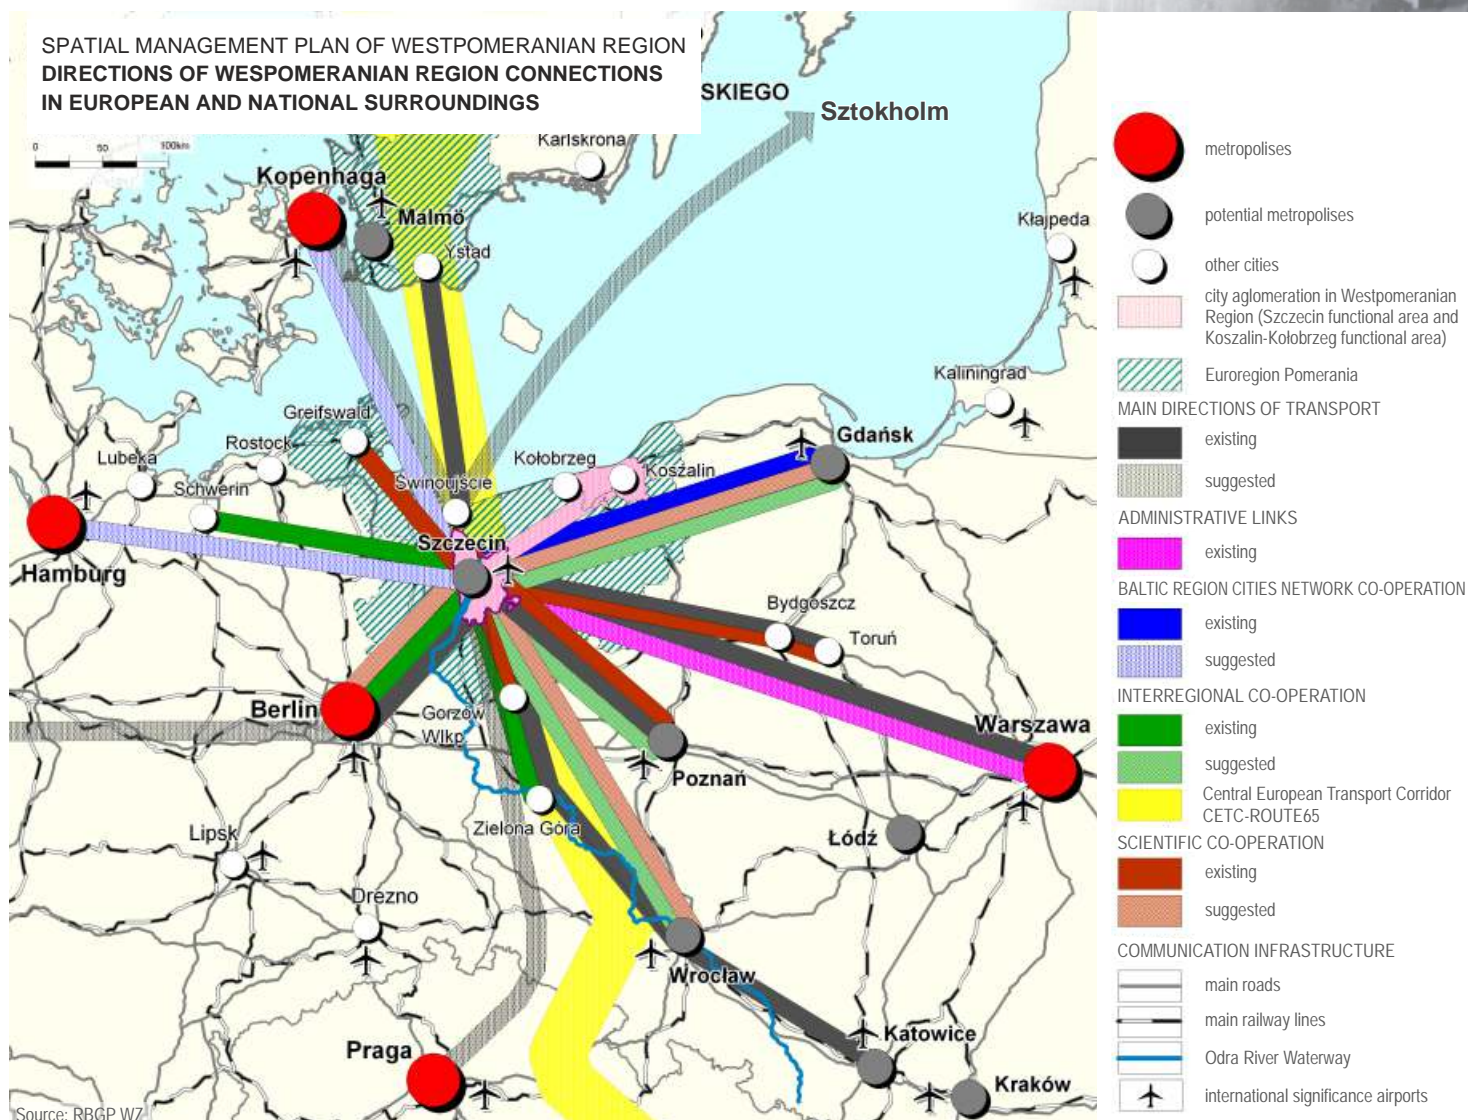 SPATIAL MANAGEMENT PLAN OF WESTPOMERANIAN REGION
DIRECTIONS OF WESPOMERANIAN REGION CONNECTIONS
IN EUROPEAN AND NATIONAL SURROUNDINGS
SKIEGO
Sztokholm
0 50 100km
Karlskrona
Kopenhaga
Malmö
Ystad
Kłajpeda
Kaliningrad
Greifswald
Gdańsk
Rostock
Lubeka
Kołobrzeg
Koszalin
Schwerin
Świnoujście
Szczecin
Hamburg
Bydgoszcz
Toruń
Berlin
Gorzów
Wlkp.
Warszawa
Poznań
Zielona Góra
Lipsk
Łódź
Drezno
Wrocław
Katowice
Praga
Kraków
Source: RBGP WZ
metropolises
potential metropolises
other cities
city aglomeration in Westpomeranian
Region (Szczecin functional area and
Koszalin-Kołobrzeg functional area)
Euroregion Pomerania
MAIN DIRECTIONS OF TRANSPORT
existing
suggested
ADMINISTRATIVE LINKS
existing
BALTIC REGION CITIES NETWORK CO-OPERATION
existing
suggested
INTERREGIONAL CO-OPERATION
existing
suggested
Central European Transport Corridor
CETC-ROUTE65
SCIENTIFIC CO-OPERATION
existing
suggested
COMMUNICATION INFRASTRUCTURE
main roads
main railway lines
Odra River Waterway
international significance airports